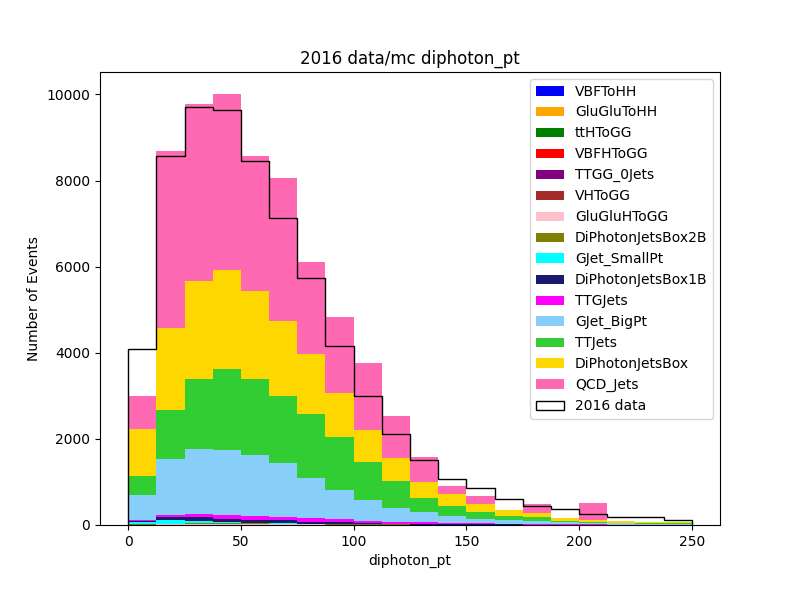 2016 data/mc diphoton_pt
Number of Events
10000
8000
6000
4000
2000
0
0
50
100
150
200
250
diphoton_pt
VBFToHH
GluGluToHH
ttHToGG
VBFHToGG
TTGG_0Jets
VHToGG
GluGluHToGG
DiPhotonJetsBox2B
GJet_SmallPt
DiPhotonJetsBox1B
TTGJets
GJet_BigPt
TTJets
DiPhotonJetsBox
QCD_Jets
2016 data